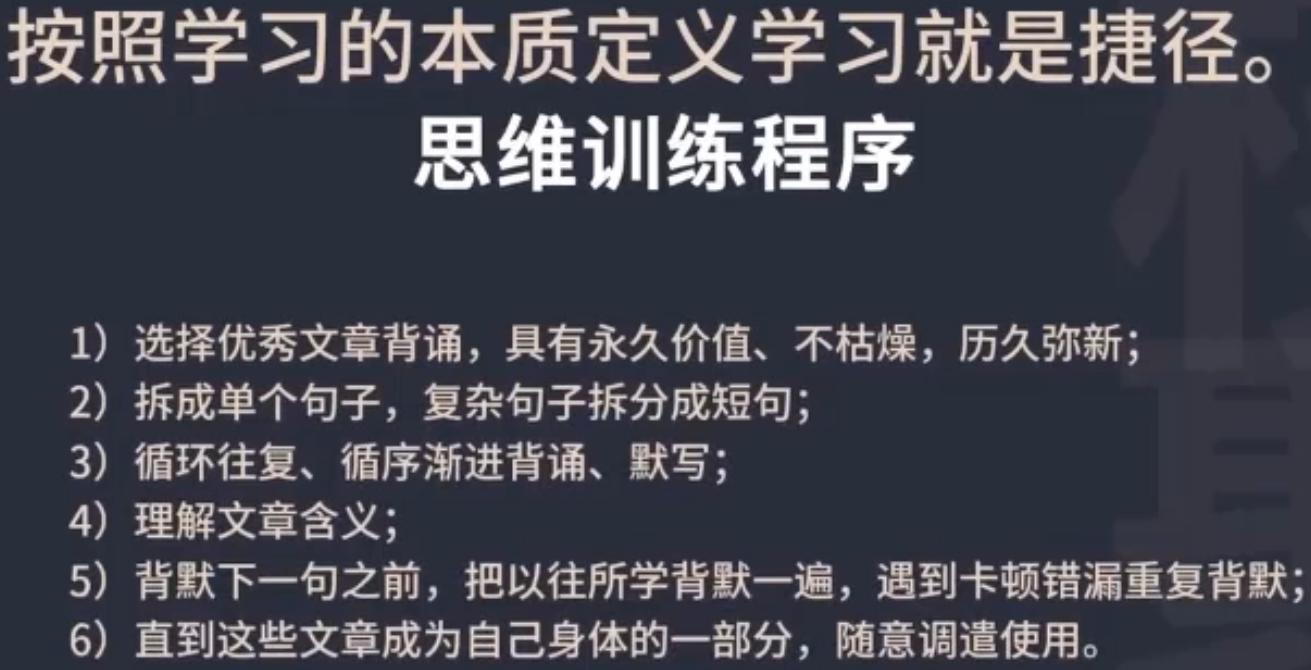 按照学习的本质定义学习就是捷径。
思维训练程序
1）选择优秀文章背诵，具有永久价值、不枯燥，历久弥新；
2）拆成单个句子，复杂句子拆分成短句；
3）循环往复、循序渐进背诵、默写；
4）理解文章含义；
5）背默下一句之前，把以往所学背默一遍，遇到卡顿错漏重复背默；
6）直到这些文章成为自己身体的一部分，随意调遣使用。